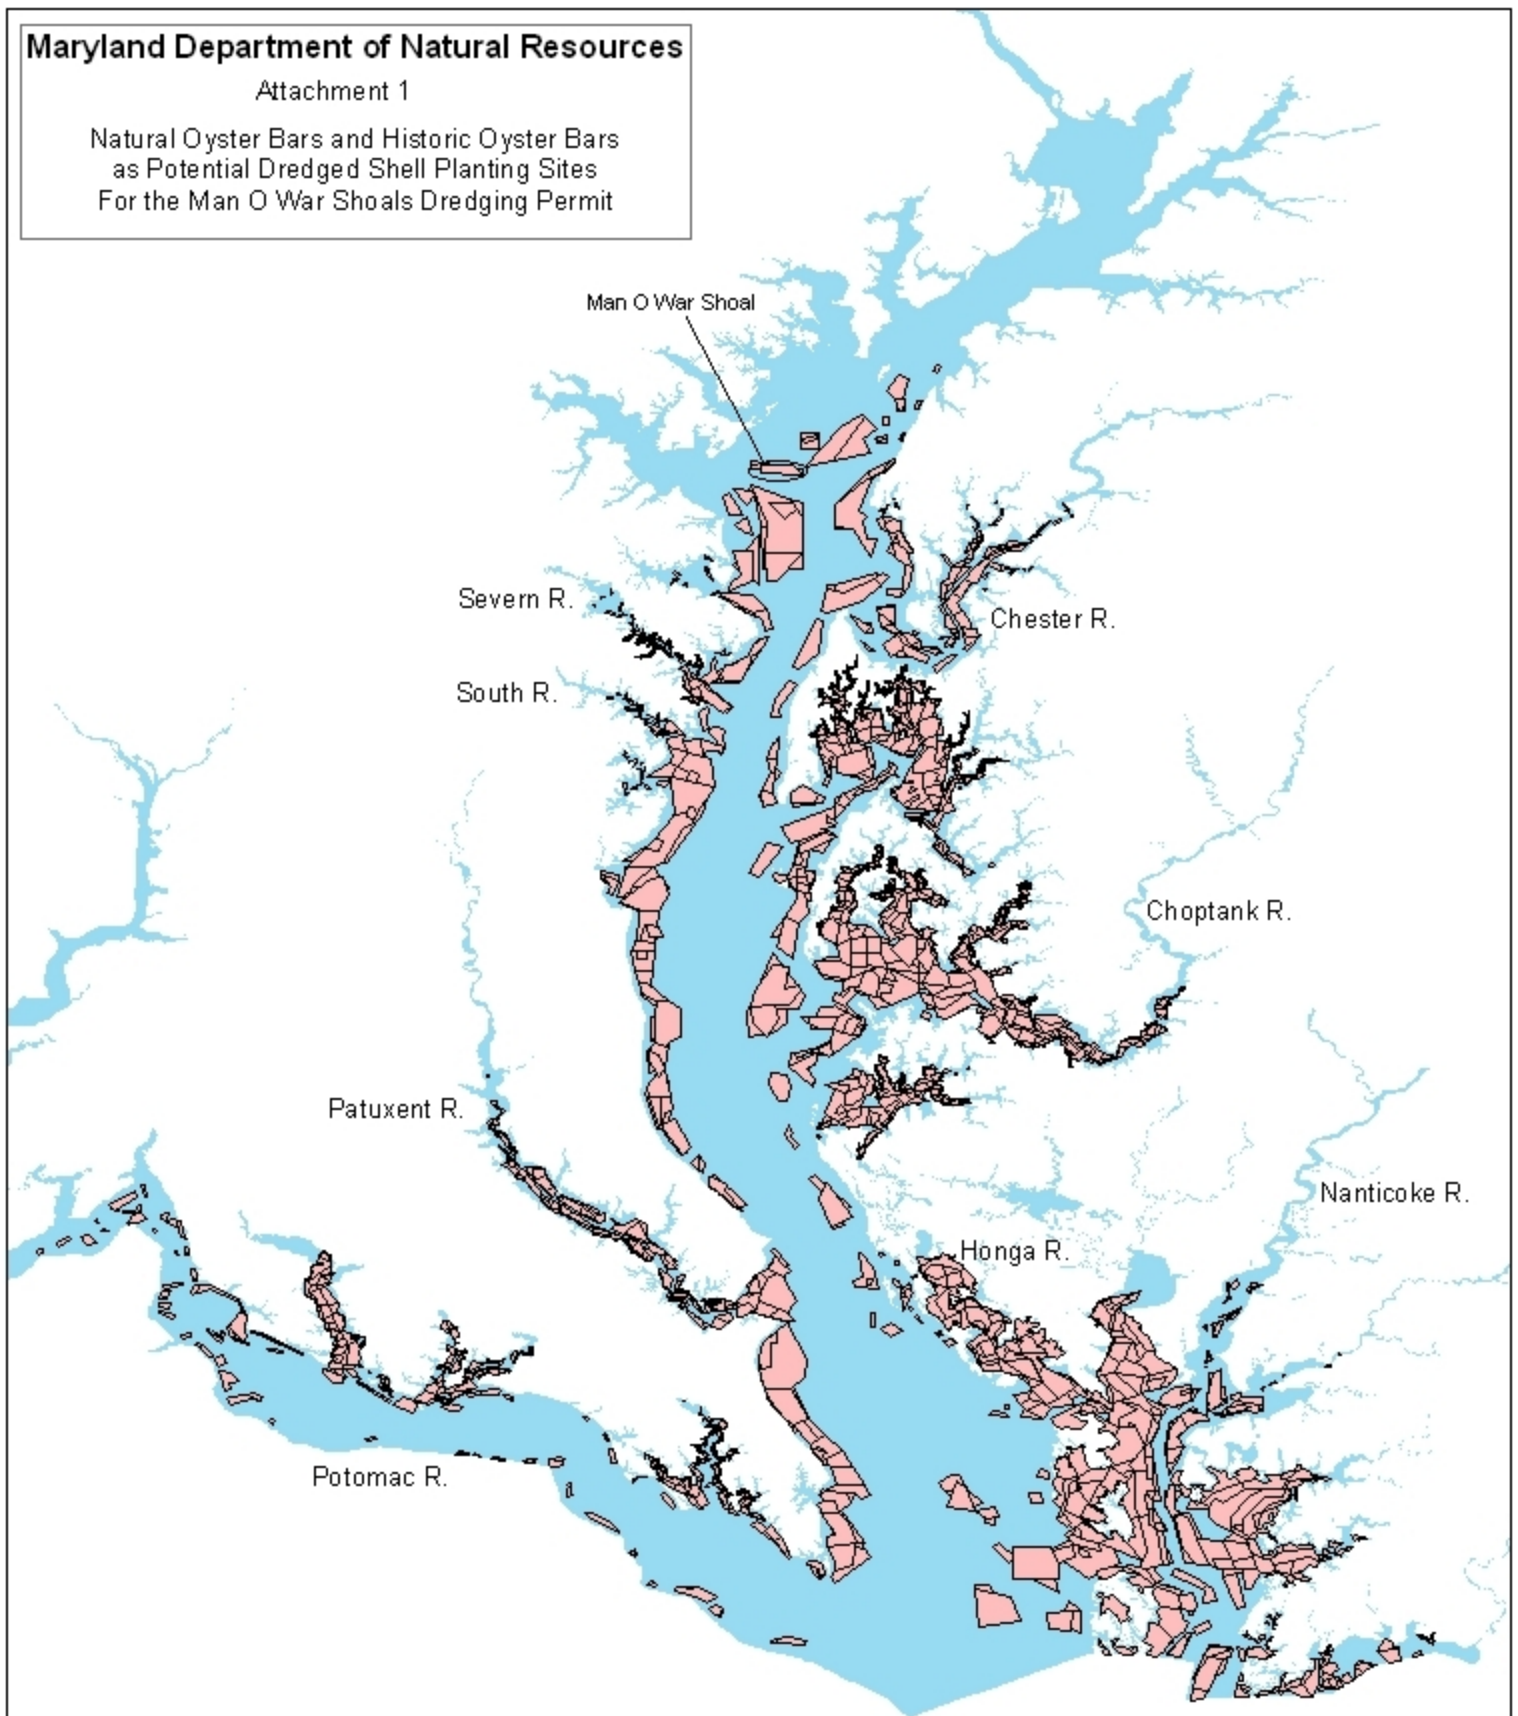 Maryland Department of Natural Resources
Attachment 1
Natural Oyster Bars and Historic Oyster Bars
as Potential Dredged Shell Planting Sites
For the Man O War Shoals Dredging Permit
Man O War Shoal
Severn R.
Chester R.
South R.
Choptank R.
Patuxent R.
Nanticoke R.
Honga R.
Potomac R.